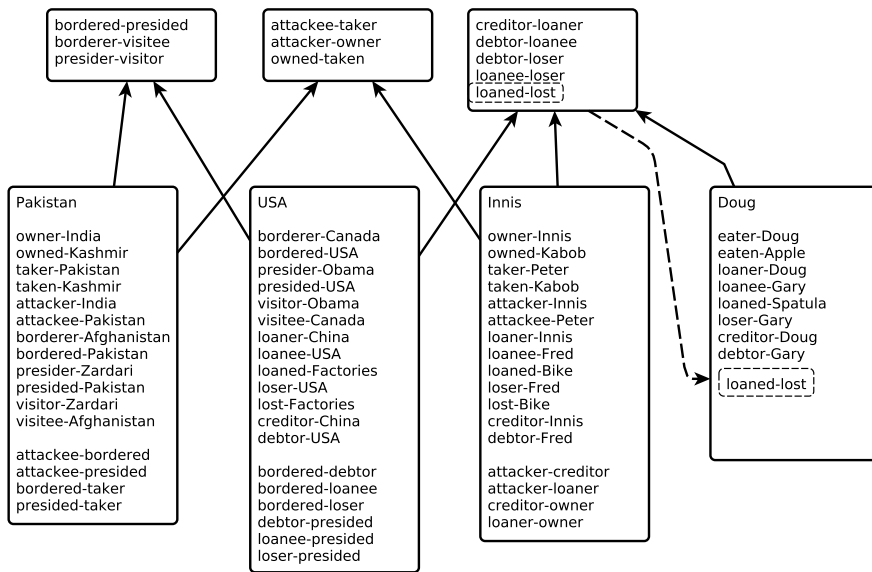 bordered-presided
borderer-visitee
presider-visitor
attackee-taker
attacker-owner
owned-taken
creditor-loaner
debtor-loanee
debtor-loser
loanee-loser
loaned-lost
Pakistan
owner-India
owned-Kashmir
taker-Pakistan
taken-Kashmir
attacker-India
attackee-Pakistan
borderer-Afghanistan
bordered-Pakistan
presider-Zardari
presided-Pakistan
visitor-Zardari
visitee-Afghanistan
attackee-bordered
attackee-presided
bordered-taker
presided-taker
USA
borderer-Canada
bordered-USA
presider-Obama
presided-USA
visitor-Obama
visitee-Canada
loaner-China
loanee-USA
loaned-Factories
loser-USA
lost-Factories
creditor-China
debtor-USA
bordered-debtor
bordered-loanee
bordered-loser
debtor-presided
loanee-presided
loser-presided
Innis
owner-Innis
owned-Kabob
taker-Peter
taken-Kabob
attacker-Innis
attackee-Peter
loaner-Innis
loanee-Fred
loaned-Bike
loser-Fred
lost-Bike
creditor-Innis
debtor-Fred
attacker-creditor
attacker-loaner
creditor-owner
loaner-owner
Doug
eater-Doug
eaten-Apple
loaner-Doug
loanee-Gary
loaned-Spatula
loser-Gary
creditor-Doug
debtor-Gary
loaned-lost